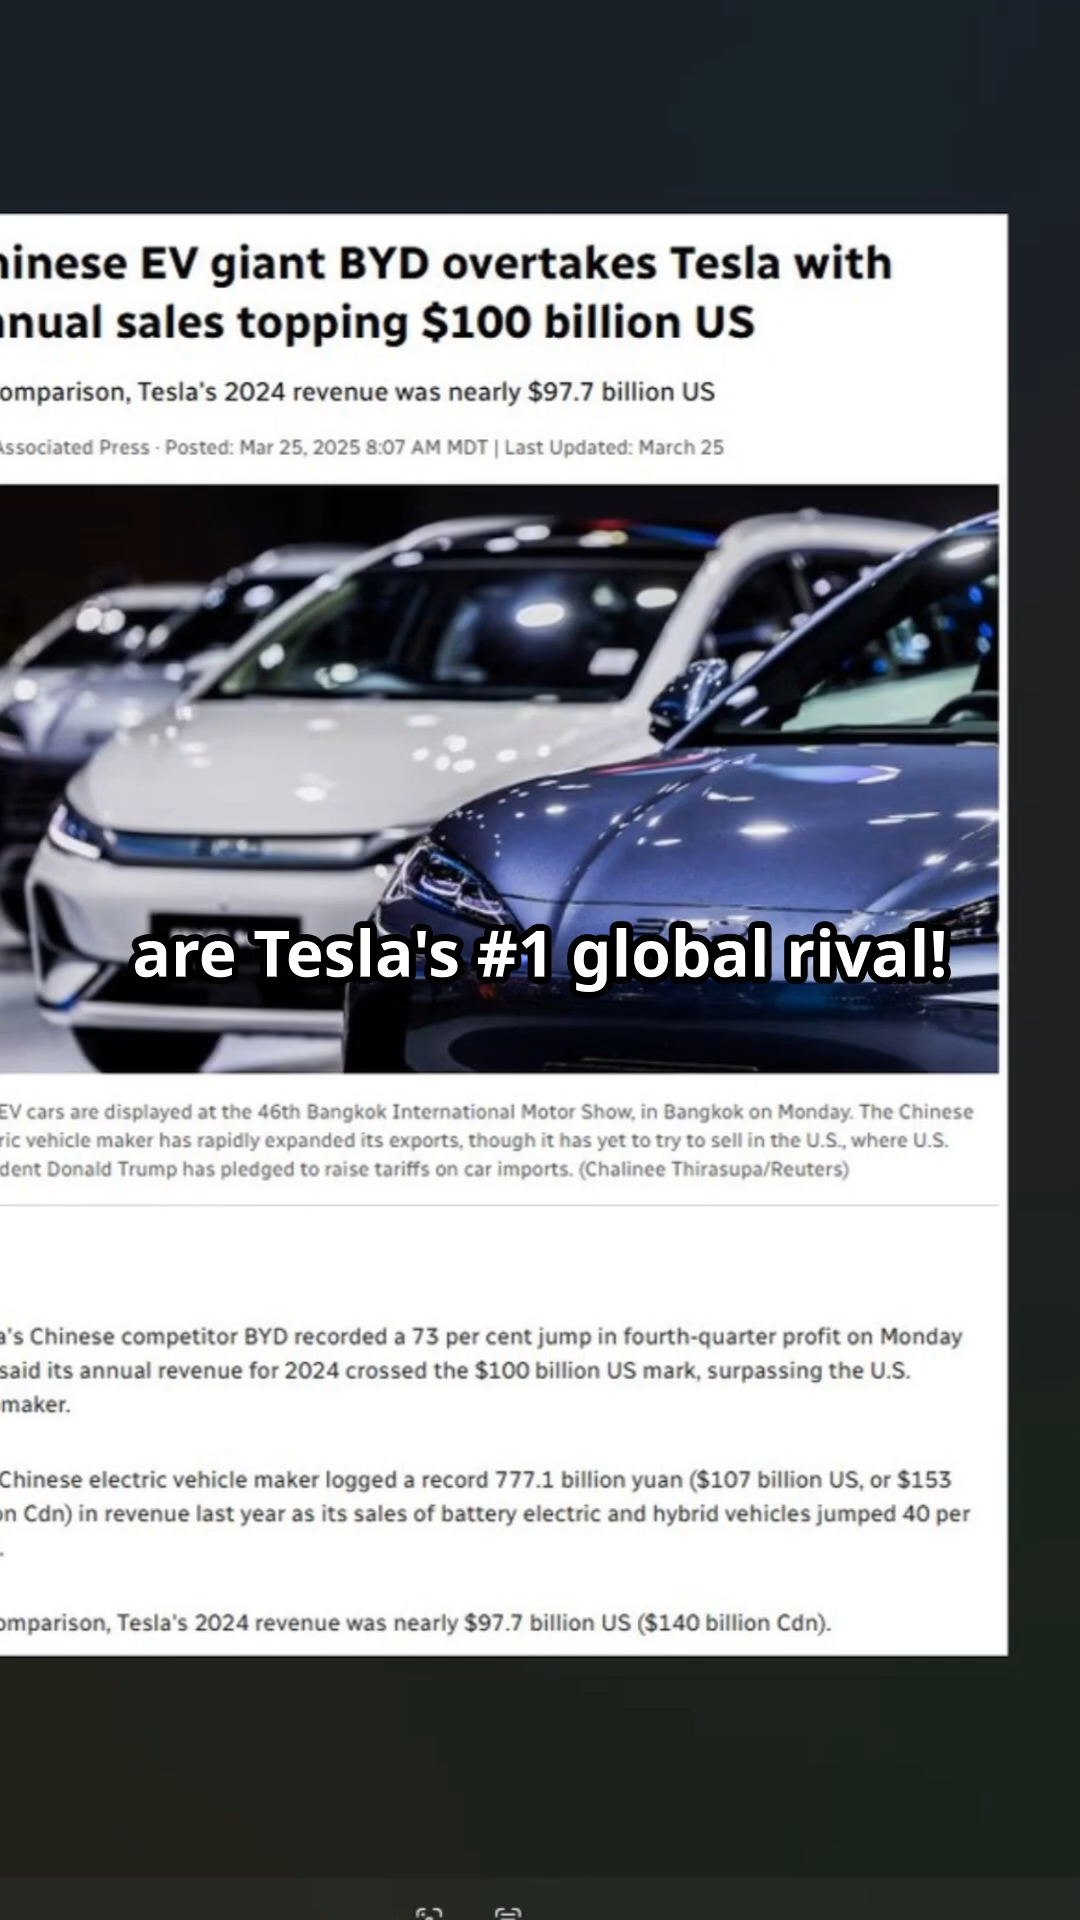 hinese EV giant BYD overtakes Tesla with
nnual sales topping $100 billion US
omparison, Tesla's 2024 revenue was nearly $97.7 billion US
Associated Press · Posted: Mar 25, 2025 8:07 AM MDT | Last Updated: March 25
are Tesla's #1 global rival!
EV cars are displayed at the 46th Bangkok International Motor Show, in Bangkok on Monday. The Chinese
ric vehicle maker has rapidly expanded its exports, though it has yet to try to sell in the U.S., where U.S.
dent Donald Trump has pledged to raise tariffs on car imports. (Chalinee Thirasupa/Reuters)
a's Chinese competitor BYD recorded a 73 per cent jump in fourth-quarter profit on Monday
said its annual revenue for 2024 crossed the $100 billion US mark, surpassing the U.S.
maker.
Chinese electric vehicle maker logged a record 777.1 billion yuan ($107 billion US, or $153
on Cdn) in revenue last year as its sales of battery electric and hybrid vehicles jumped 40 per
.
omparison, Tesla's 2024 revenue was nearly $97.7 billion US ($140 billion Cdn).